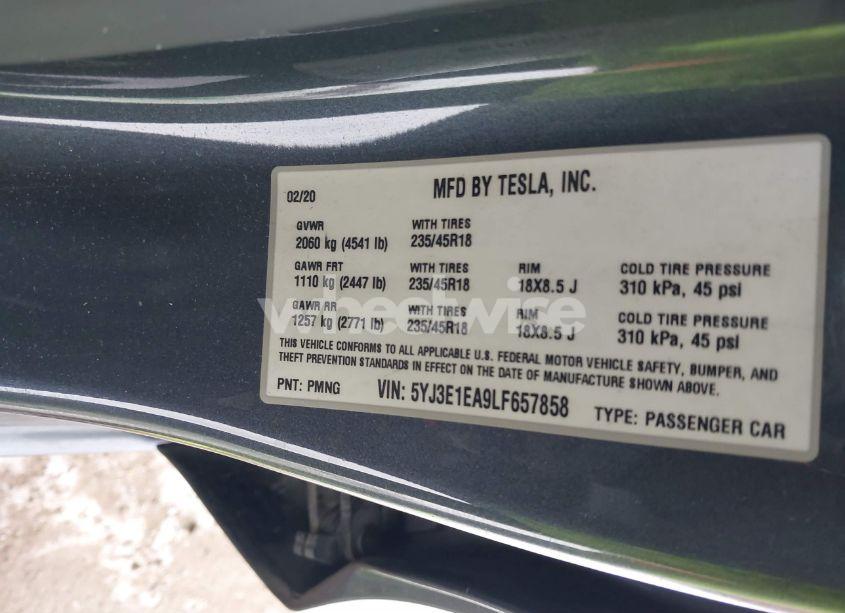 MFD BY TESLA, INC.
02/20
GVWR WITH TIRES
2060 kg (4541 lb) 235/45R18
GAWR FRT WITH TIRES RIM COLD TIRE PRESSURE
1110 kg (2447 lb) 235/45R18 18X8.5 J 310 kPa, 45 psi
GAWR RR WITH TIRES RIM COLD TIRE PRESSURE
1257 kg (2771 lb) 235/45R18 18X8.5 J 310 kPa, 45 psi
wheelwise
THIS VEHICLE CONFORMS TO ALL APPLICABLE U.S. FEDERAL MOTOR VEHICLE SAFETY, BUMPER, AND
THEFT PREVENTION STANDARDS IN EFFECT ON THE DATE OF MANUFACTURE SHOWN ABOVE.
PNT: PMNG VIN: 5YJ3E1EA9LF657858 TYPE: PASSENGER CAR